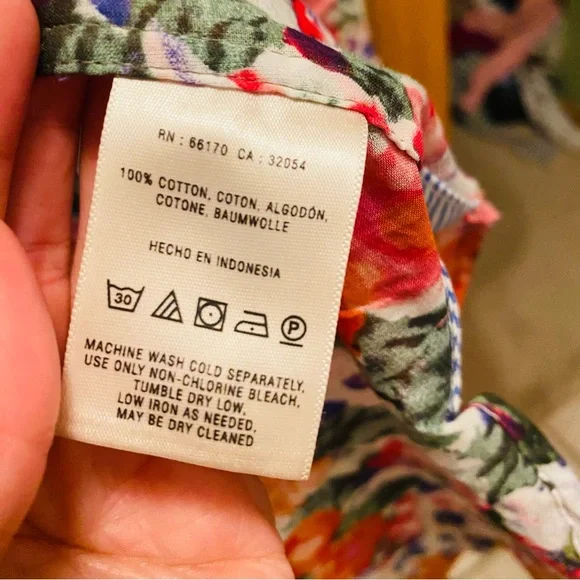 RN : 66170 CA : 32054
100% COTTON, COTON, ALGODÓN,
COTONE, BAUMWOLLE
HECHO EN INDONESIA
30 P
MACHINE WASH COLD SEPARATELY,
USE ONLY NON-CHLORINE BLEACH,
TUMBLE DRY LOW,
LOW IRON AS NEEDED,
MAY BE DRY CLEANED